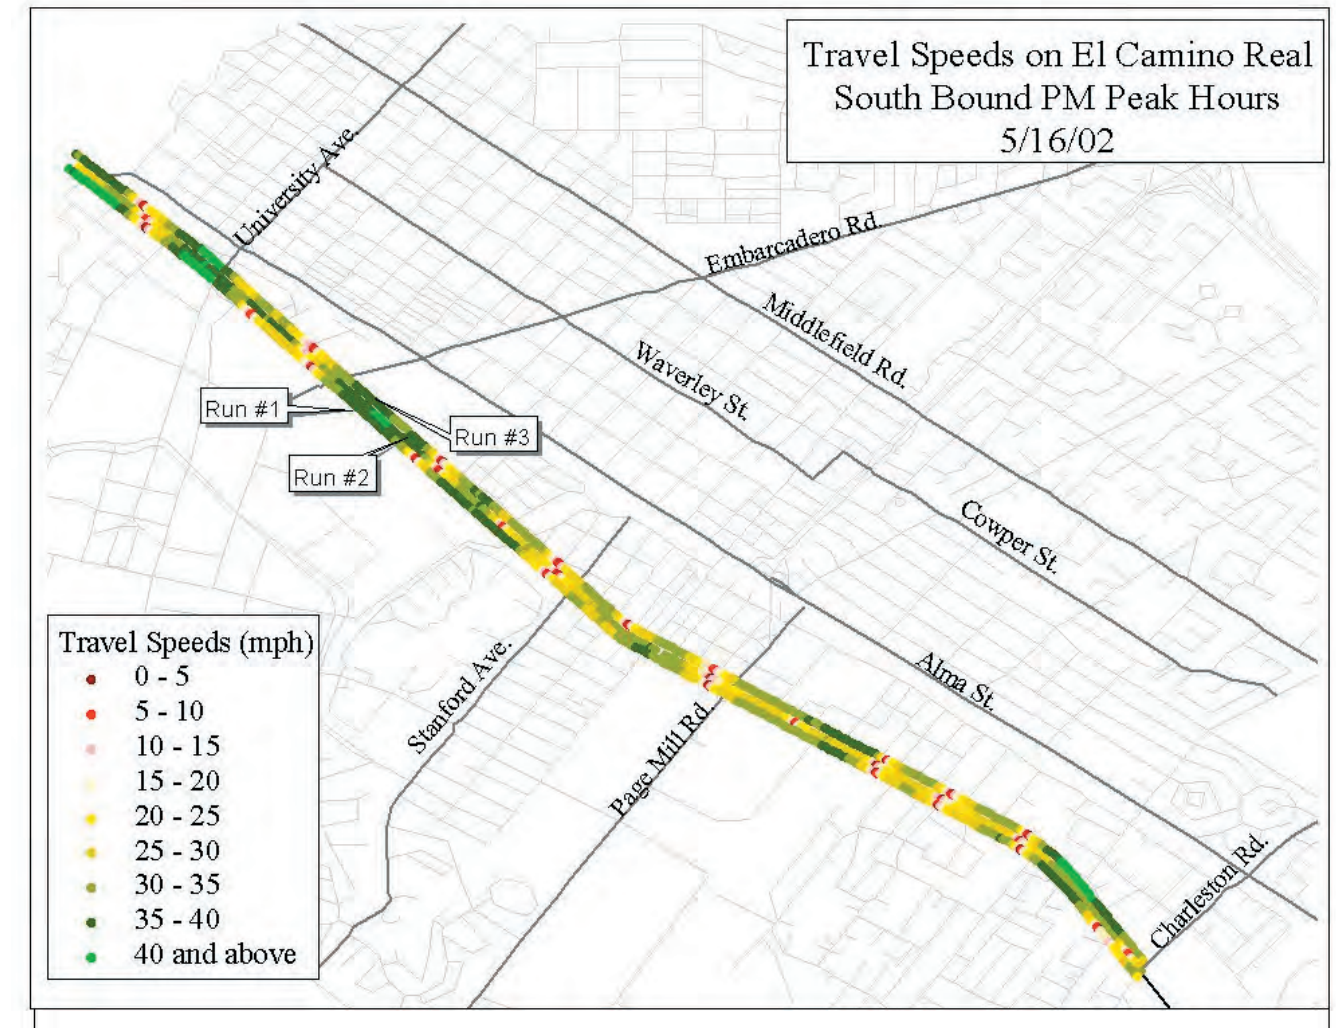 Travel Speeds on El Camino Real
South Bound PM Peak Hours
5/16/02
University Ave.
Embarcadero Rd.
Middlefield Rd.
Waverley St.
Run #1
Run #3
Run #2
Cowper St.
Stanford Ave.
Page Mill Rd.
Alma St.
Charleston Rd.
Travel Speeds (mph)
0 - 5
5 - 10
10 - 15
15 - 20
20 - 25
25 - 30
30 - 35
35 - 40
40 and above